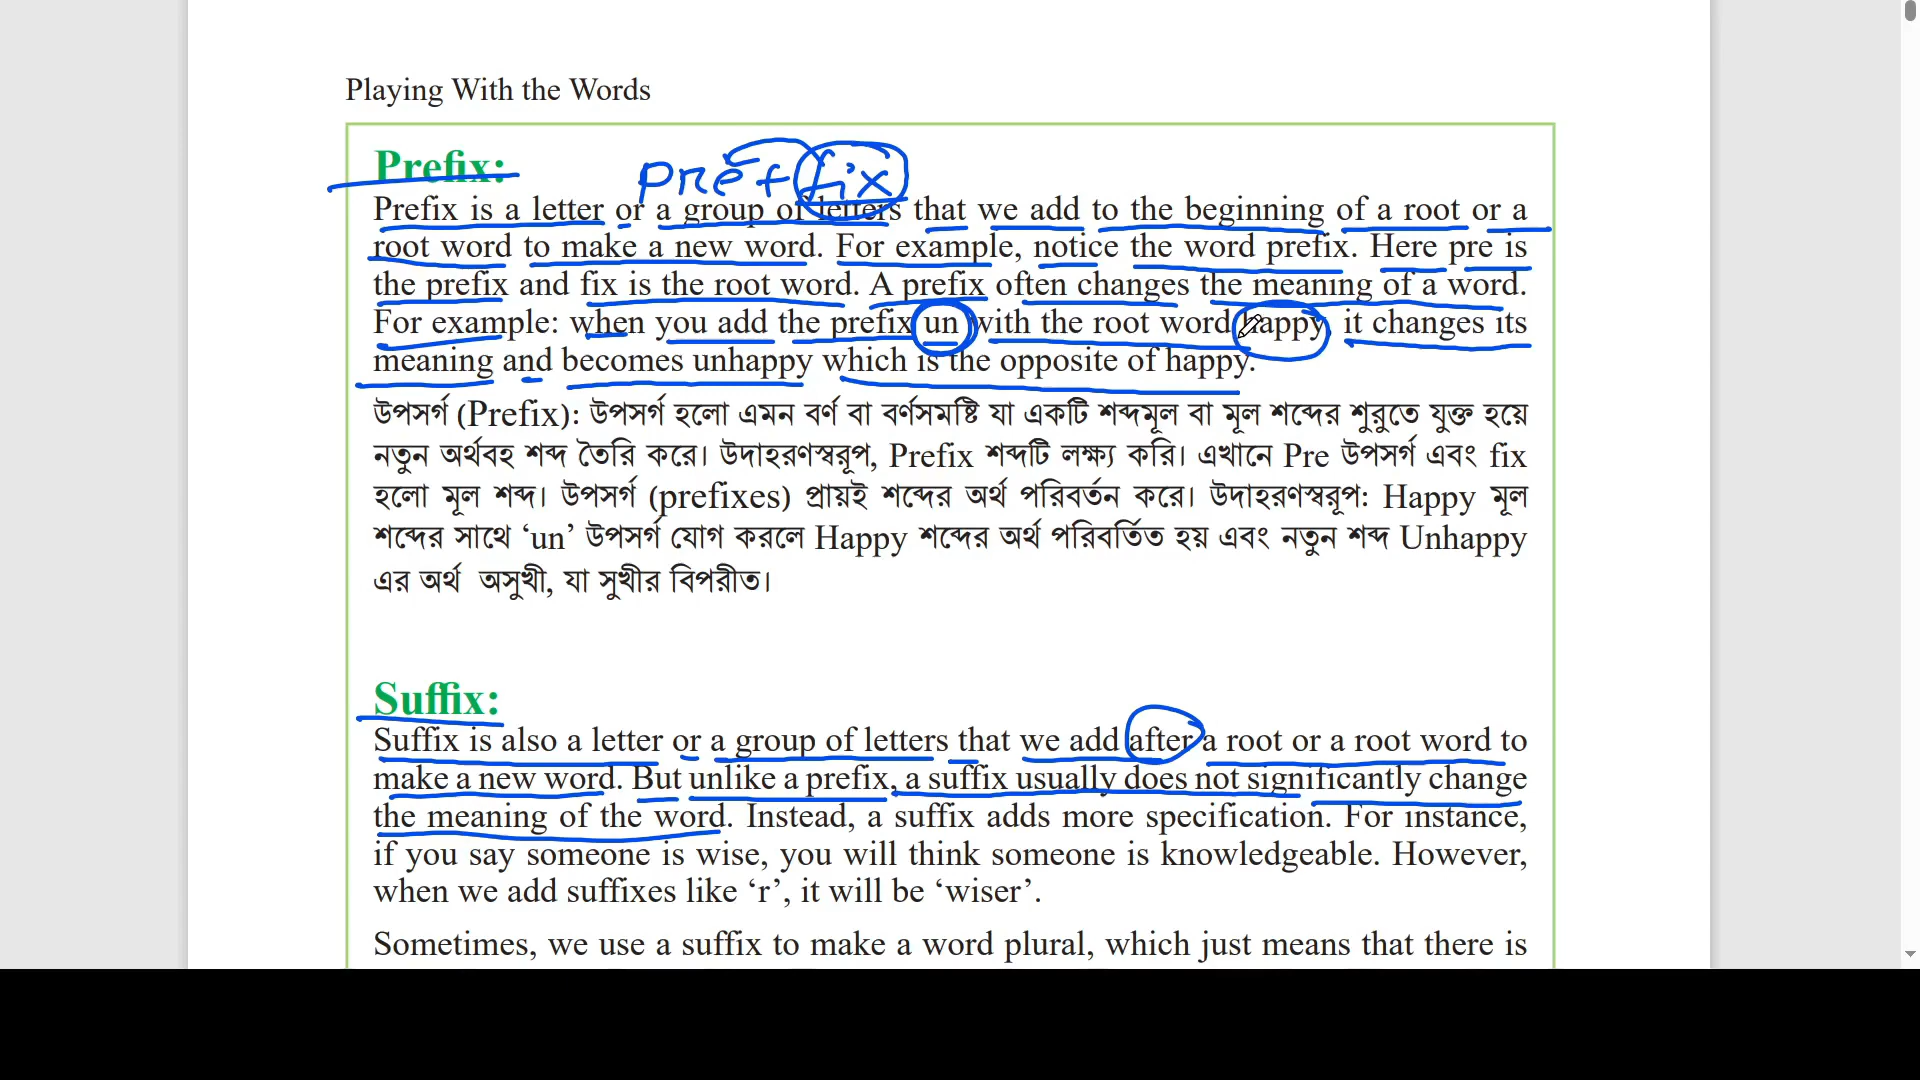 Playing With the Words
Prefix:
Pref fix
Prefix is a letter or a group of letters that we add to the beginning of a root or a
root word to make a new word. For example, notice the word prefix. Here pre is
the prefix and fix is the root word. A prefix often changes the meaning of a word.
For example: when you add the prefix un with the root word happy, it changes its
meaning and becomes unhappy which is the opposite of happy.
উপসর্গ (Prefix): উপসর্গ হলো এমন বর্ণ বা বর্ণসমষ্টি যা একটি শব্দমূল বা মূল শব্দের শুরুতে যুক্ত হয়ে
নতুন অর্থবহ শব্দ তৈরি করে। উদাহরণস্বরূপ, Prefix শব্দটি লক্ষ্য করি। এখানে Pre উপসর্গ এবং fix
হলো মূল শব্দ। উপসর্গ (prefixes) প্রায়ই শব্দের অর্থ পরিবর্তন করে। উদাহরণস্বরূপ: Happy মূল
শব্দের সাথে ‘un’ উপসর্গ যোগ করলে Happy শব্দের অর্থ পরিবর্তিত হয় এবং নতুন শব্দ Unhappy
এর অর্থ অসুখী, যা সুখীর বিপরীত।
Suffix:
Suffix is also a letter or a group of letters that we add after a root or a root word to
make a new word. But unlike a prefix, a suffix usually does not significantly change
the meaning of the word. Instead, a suffix adds more specification. For instance,
if you say someone is wise, you will think someone is knowledgeable. However,
when we add suffixes like ‘r’, it will be ‘wiser’.
Sometimes, we use a suffix to make a word plural, which just means that there is